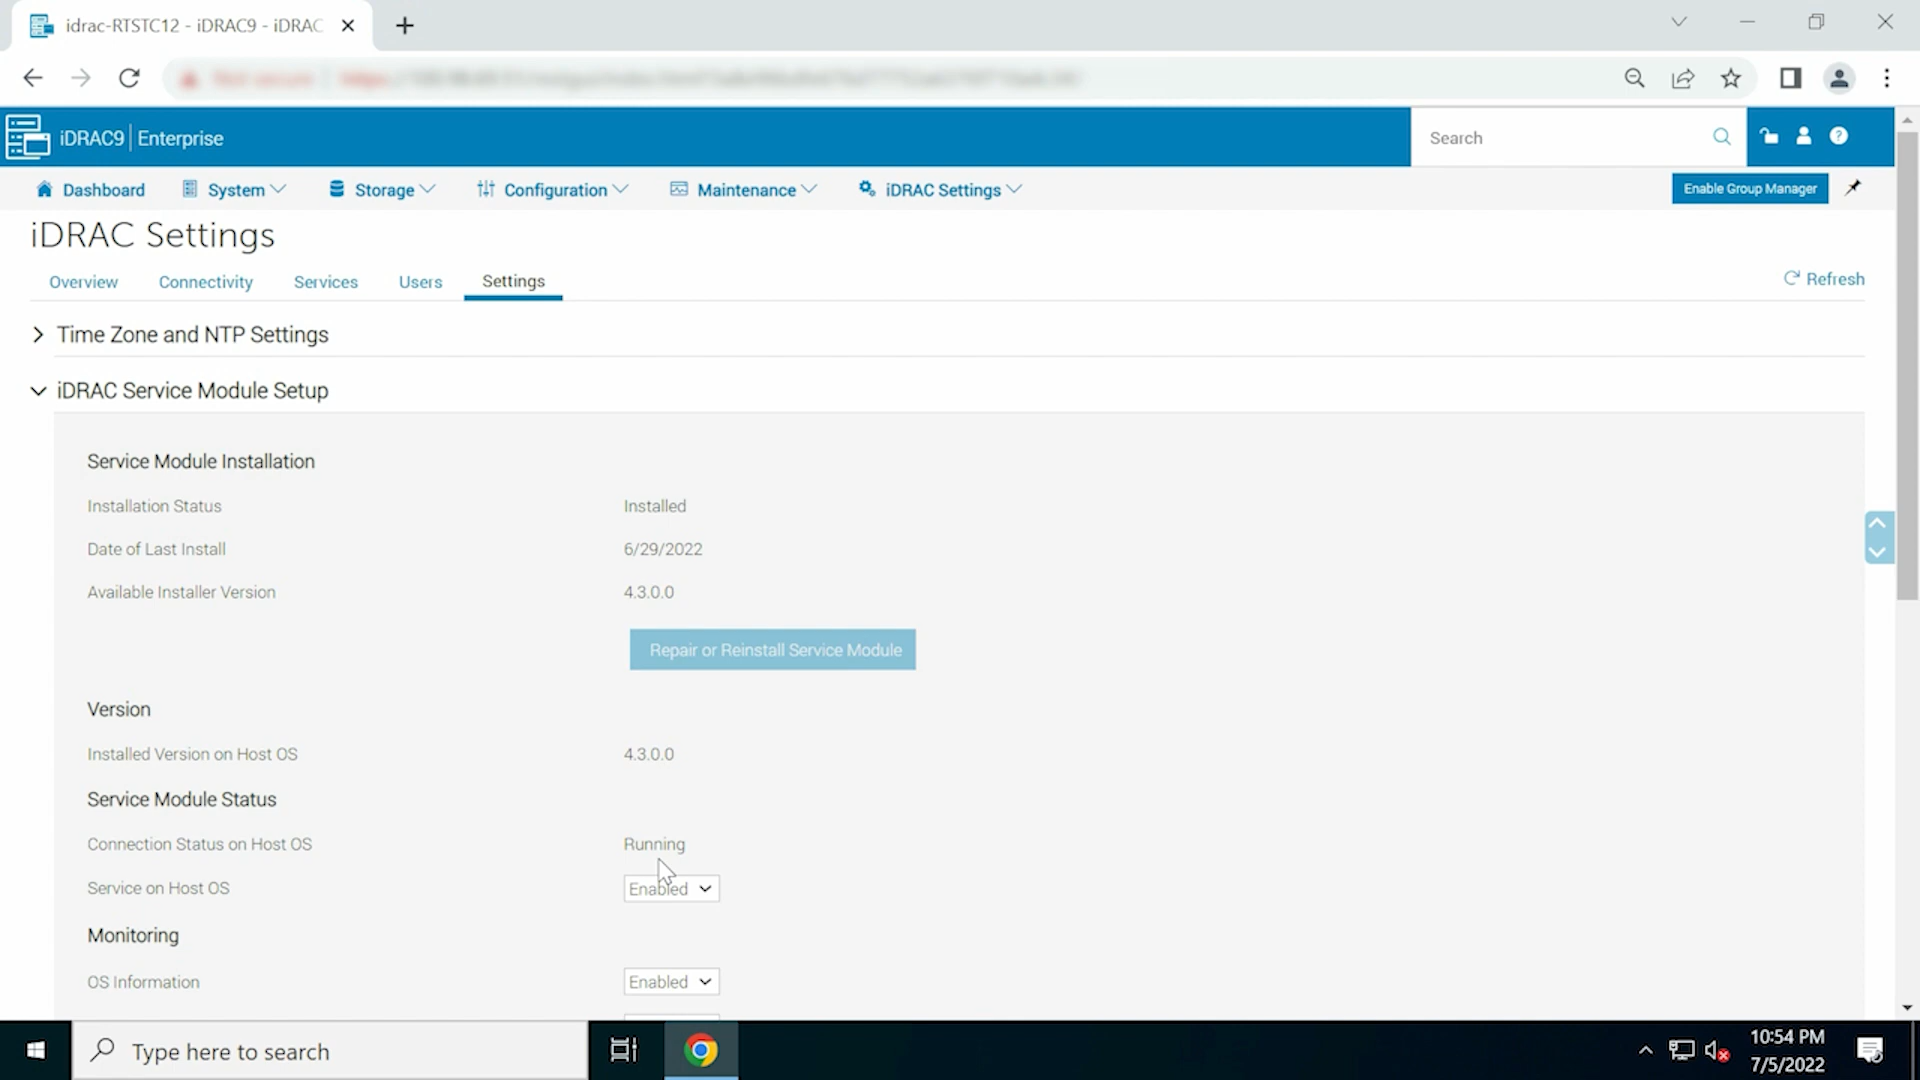 idrac-RTSTC12 - iDRAC9 - iDRAC
Not secure
iDRAC9 | Enterprise
Search
Dashboard
System
Storage
Configuration
Maintenance
iDRAC Settings
Enable Group Manager
iDRAC Settings
Overview
Connectivity
Services
Users
Settings
Refresh
Time Zone and NTP Settings
iDRAC Service Module Setup
Service Module Installation
Installation Status
Installed
Date of Last Install
6/29/2022
Available Installer Version
4.3.0.0
Repair or Reinstall Service Module
Version
Installed Version on Host OS
4.3.0.0
Service Module Status
Connection Status on Host OS
Running
Service on Host OS
Enabled
Monitoring
OS Information
Enabled
Type here to search
10:54 PM
7/5/2022